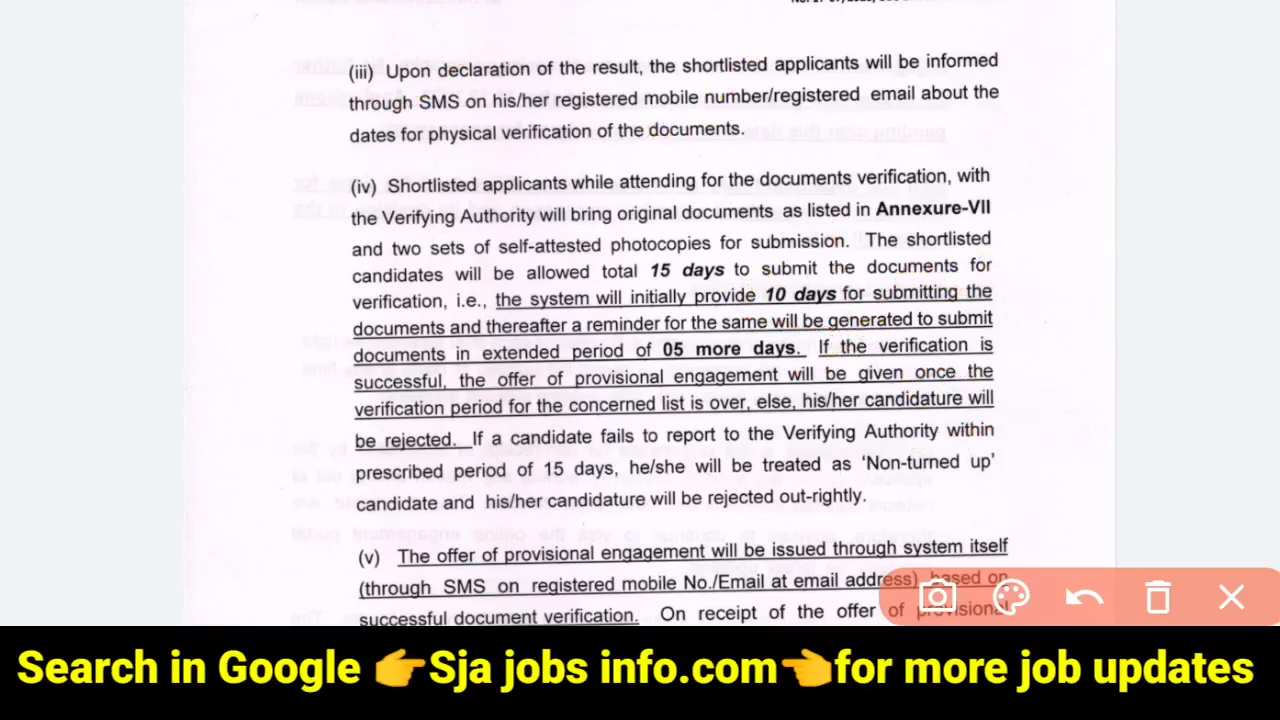 (iii) Upon declaration of the result, the shortlisted applicants will be informed
through SMS on his/her registered mobile number/registered email about the
dates for physical verification of the documents.
(iv) Shortlisted applicants while attending for the documents verification, with
the Verifying Authority will bring original documents as listed in Annexure-VII
and two sets of self-attested photocopies for submission. The shortlisted
candidates will be allowed total 15 days to submit the documents for
verification, i.e., the system will initially provide 10 days for submitting the
documents and thereafter a reminder for the same will be generated to submit
documents in extended period of 05 more days. If the verification is
successful, the offer of provisional engagement will be given once the
verification period for the concerned list is over, else, his/her candidature will
be rejected. If a candidate fails to report to the Verifying Authority within
prescribed period of 15 days, he/she will be treated as ‘Non-turned up’
candidate and his/her candidature will be rejected out-rightly.
(v) The offer of provisional engagement will be issued through system itself
(through SMS on registered mobile No./Email at email address) based on
successful document verification. On receipt of the offer of provisional
Search in Google 👉Sja jobs info.com👈for more job updates